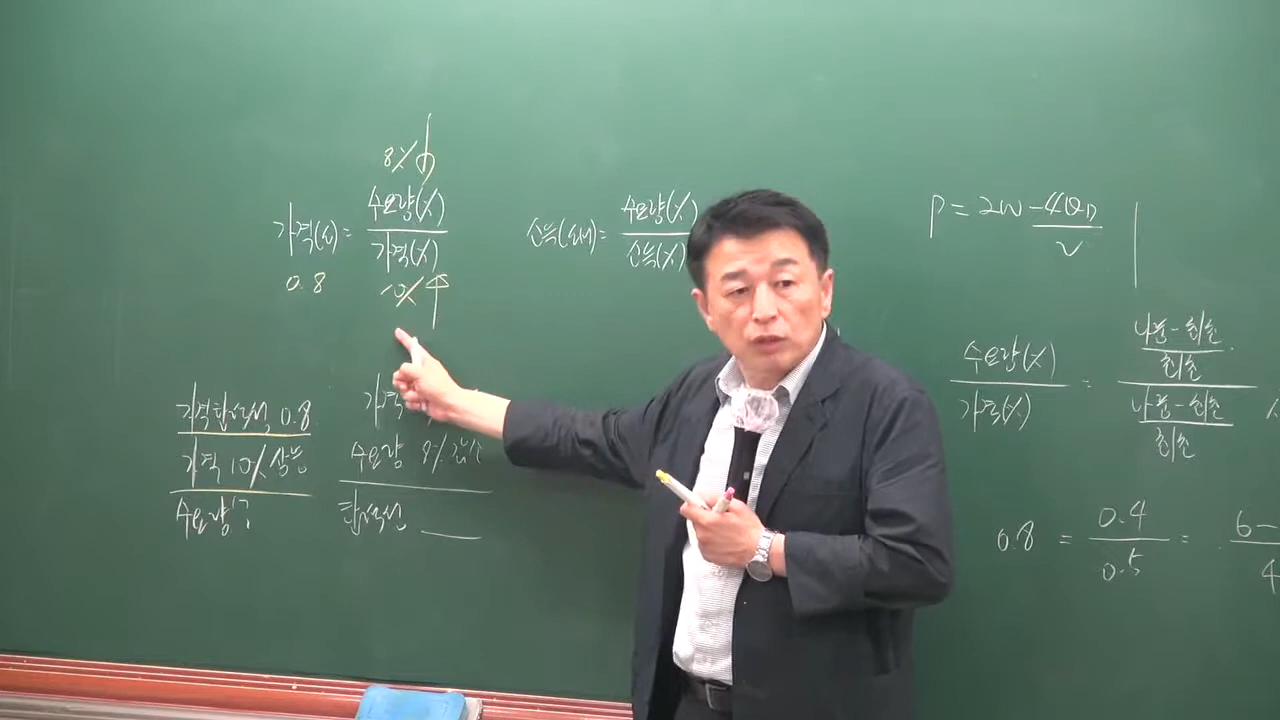 8%↓
가격(탄)= 수요량(%)
가격(%)
0.8
10%↑
소득(탄)= 수요량(%)
소득(%)
P = 2W - 4QD
2
가격탄력성 0.8
가격 10% 상승
수요량?
가격
수요량 8% 감소
탄력성
수요량(%) = 나중-최초
최초
가격(%) 나중-최초
최초
0.8 = 0.4 = 6-
0.5 4